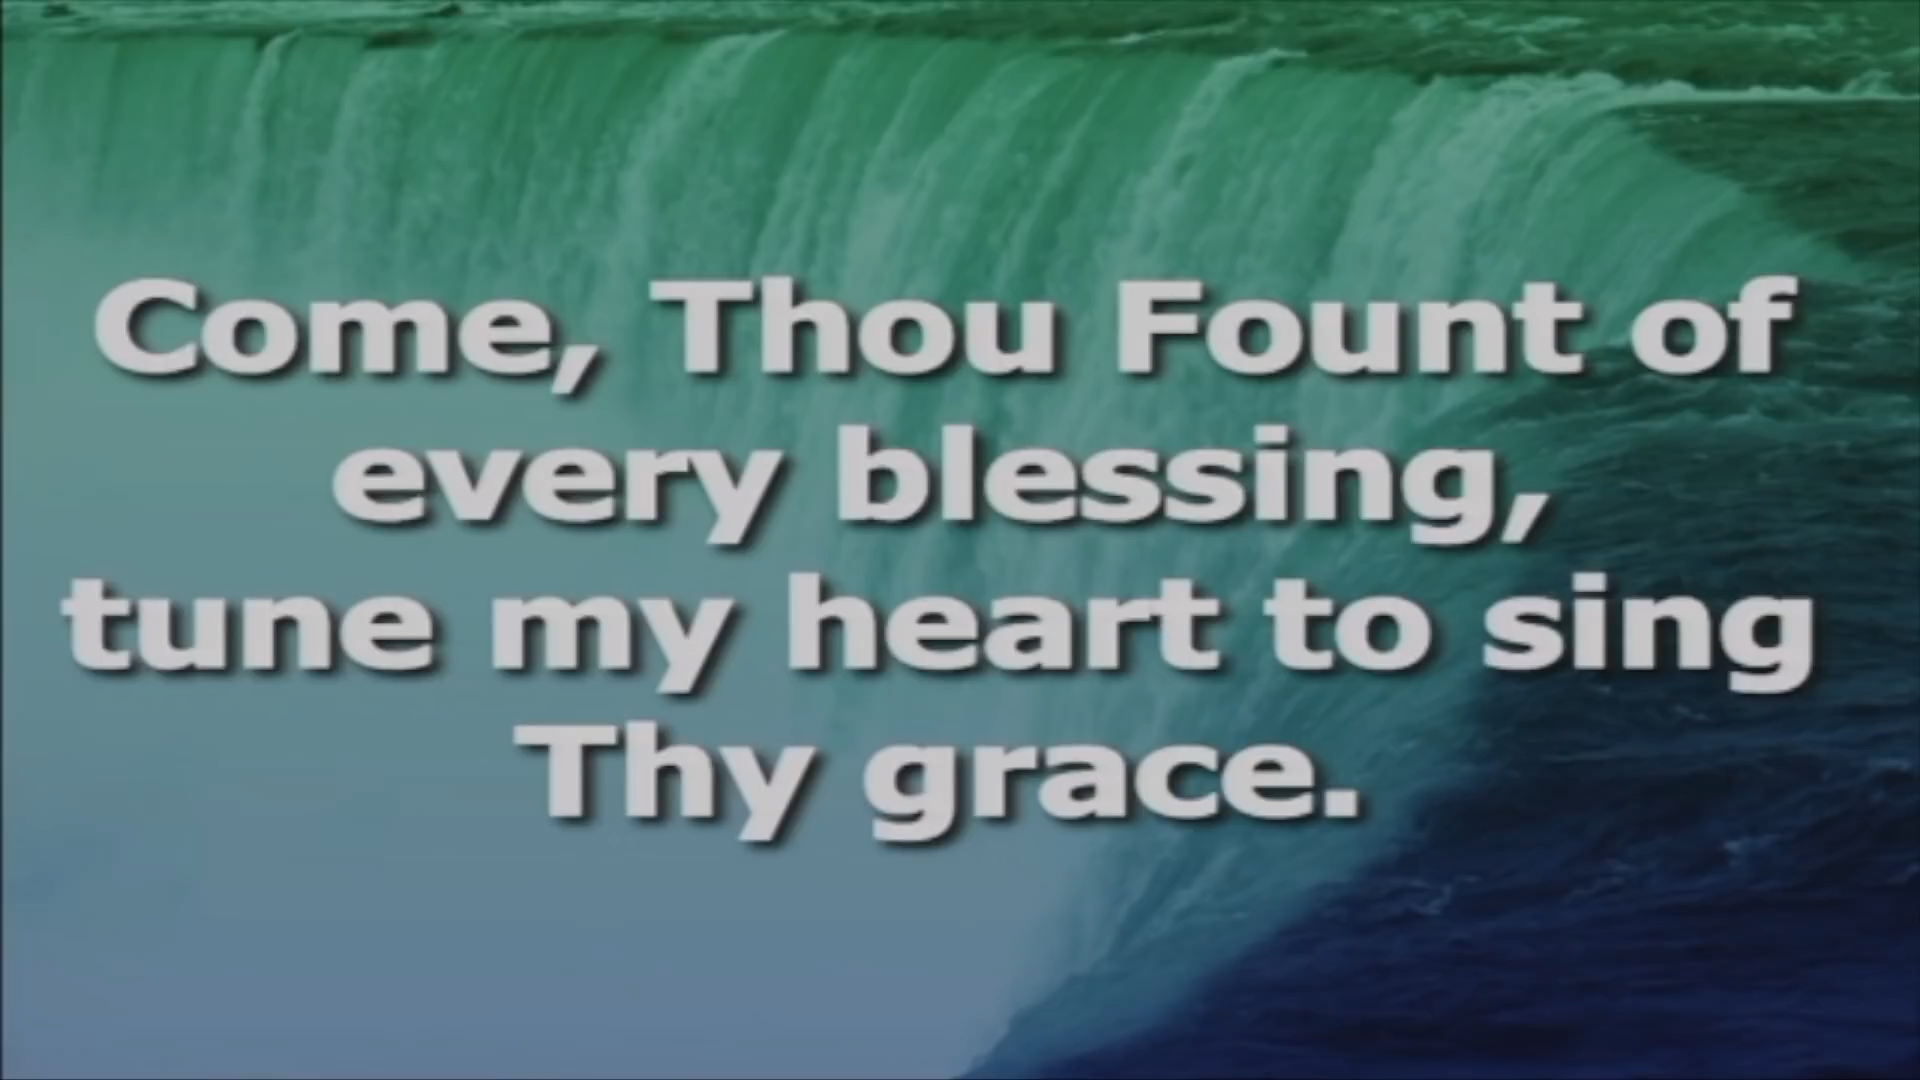 Come, Thou Fount of
every blessing,
tune my heart to sing
Thy grace.